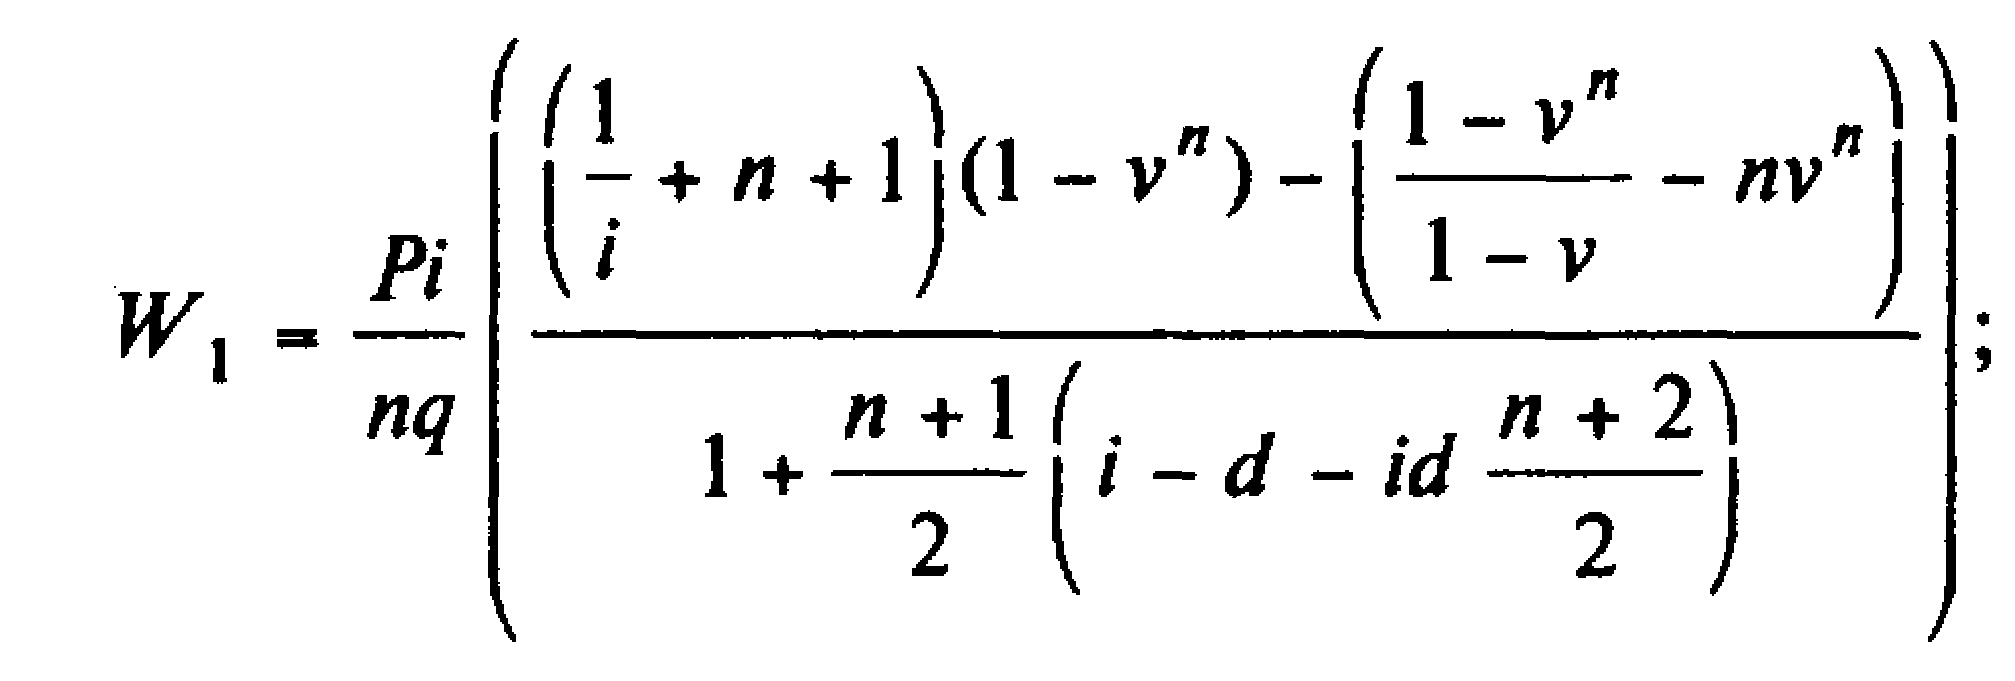 W_1 = \frac{Pi}{nq} \left( \frac{\left( \frac{1}{i} + n + 1 \right) (1 - v^n) - \left( \frac{1 - v^n}{1 - v} - nv^n \right)}{1 + \frac{n + 1}{2} \left( i - d - id \frac{n + 2}{2} \right)} \right);